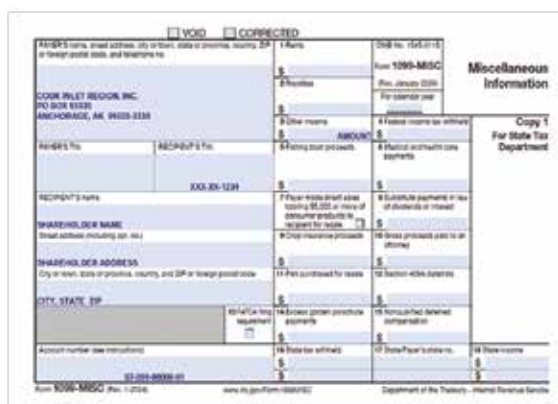 VOID CORRECTED
PAYER'S name, street address, city or town, state or province, country, ZIP
or foreign postal code, and telephone no.
COOK INLET REGION, INC.
PO BOX
ANCHORAGE, AK
1 Rents
$
OMB No. 1545-0115
Form 1099-MISC
(Rev. January 2024)
For calendar year
Miscellaneous
Information
2 Royalties
$
3 Other income
$ AMOUNT
4 Federal income tax withheld
$
Copy 1
For State Tax
Department
PAYER'S TIN
RECIPIENT'S TIN
XXX-XX-1234
5 Fishing boat proceeds
$
6 Medical and health care
payments
$
RECIPIENT'S name
SHAREHOLDER NAME
7 Payer made direct sales
totaling $5,000 or more of
consumer products to
recipient for resale
8 Substitute payments in lieu
of dividends or interest
$
Street address (including apt. no.)
SHAREHOLDER ADDRESS
9 Crop insurance proceeds
$
10 Gross proceeds paid to an
attorney
$
City or town, state or province, country, and ZIP or foreign postal code
CITY, STATE ZIP
11 Fish purchased for resale
$
12 Section 409A deferrals
$
13 FATCA filing
requirement
14 Excess golden parachute
payments
$
15 Nonqualified deferred
compensation
$
Account number (see instructions)
16 State tax withheld
$
$
17 State/Payer's state no.
18 State income
$
$
Form 1099-MISC (Rev. 1-2024)
www.irs.gov/Form1099MISC
Department of the Treasury - Internal Revenue Service